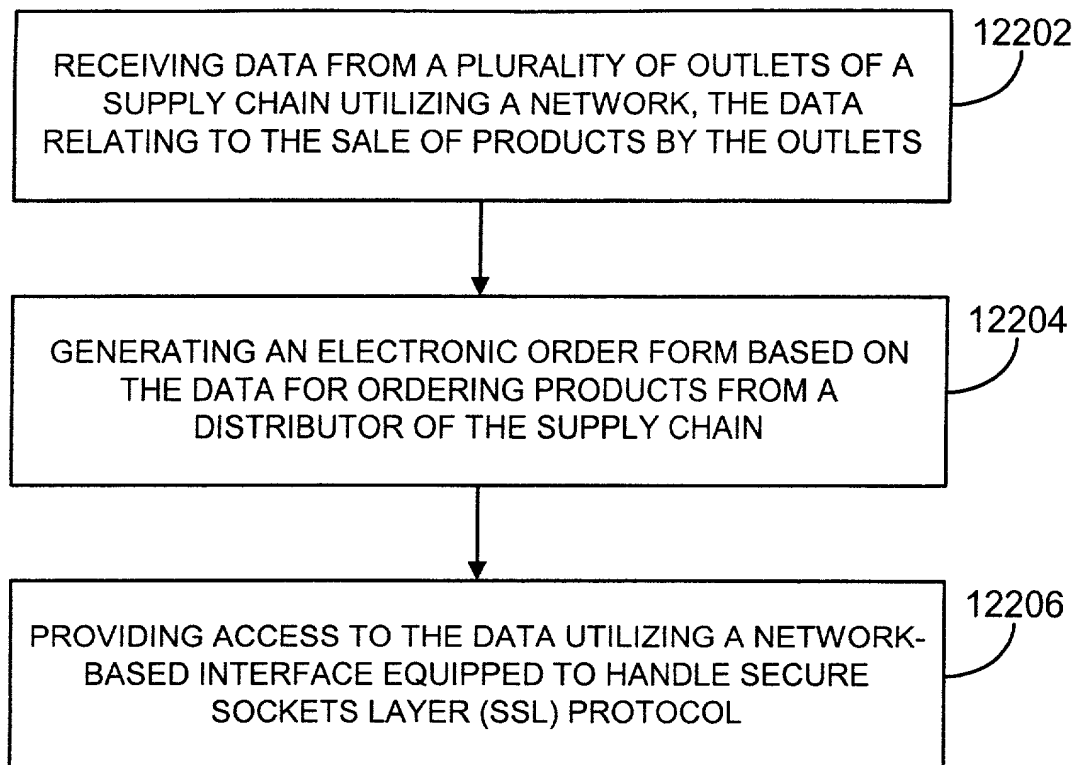 12202
RECEIVING DATA FROM A PLURALITY OF OUTLETS OF A
SUPPLY CHAIN UTILIZING A NETWORK, THE DATA
RELATING TO THE SALE OF PRODUCTS BY THE OUTLETS
12204
GENERATING AN ELECTRONIC ORDER FORM BASED ON
THE DATA FOR ORDERING PRODUCTS FROM A
DISTRIBUTOR OF THE SUPPLY CHAIN
12206
PROVIDING ACCESS TO THE DATA UTILIZING A NETWORK-
BASED INTERFACE EQUIPPED TO HANDLE SECURE
SOCKETS LAYER (SSL) PROTOCOL